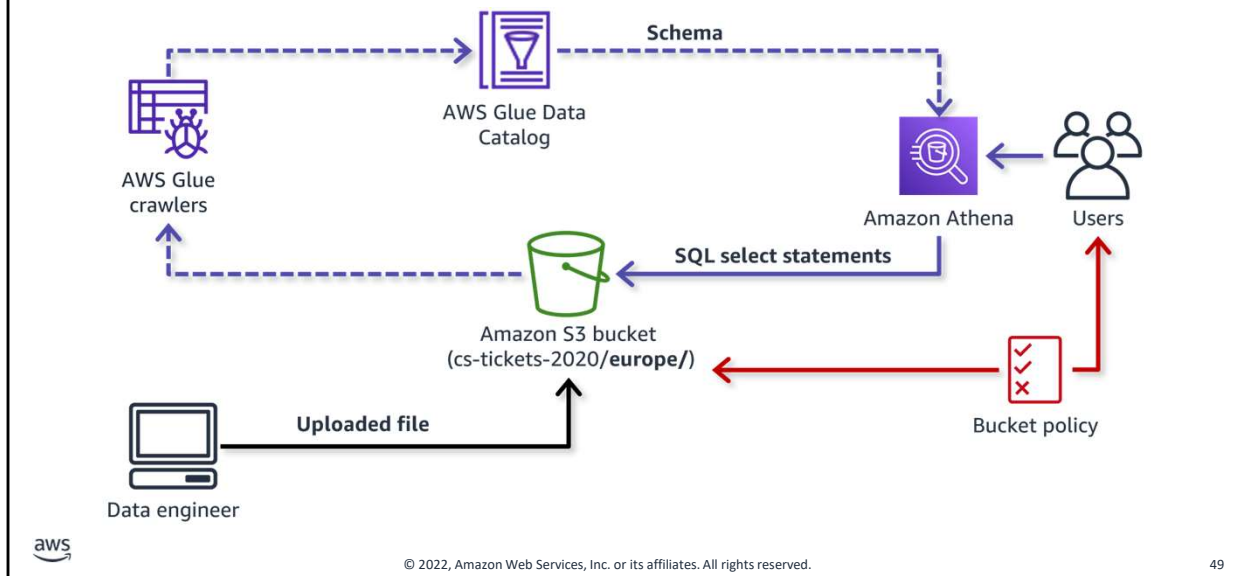 Schema
AWS Glue Data
Catalog
AWS Glue
crawlers
Amazon Athena
Users
SQL select statements
Amazon S3 bucket
(cs-tickets-2020/europe/)
Uploaded file
Bucket policy
Data engineer
aws
© 2022, Amazon Web Services, Inc. or its affiliates. All rights reserved.
49